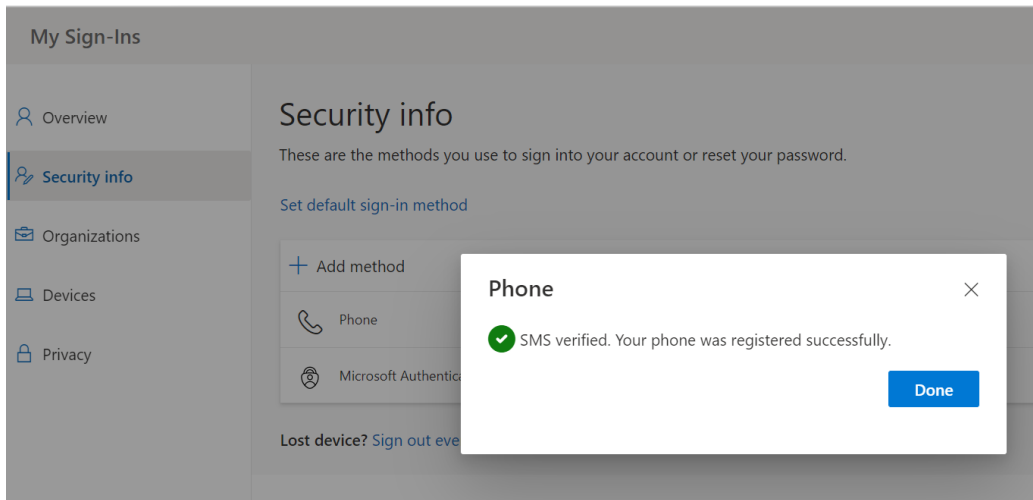 My Sign-Ins
Overview
Security info
Organizations
Devices
Privacy
Security info
These are the methods you use to sign into your account or reset your password.
Set default sign-in method
Add method
Phone
Microsoft Authentica
Lost device? Sign out eve
Phone
SMS verified. Your phone was registered successfully.
Done